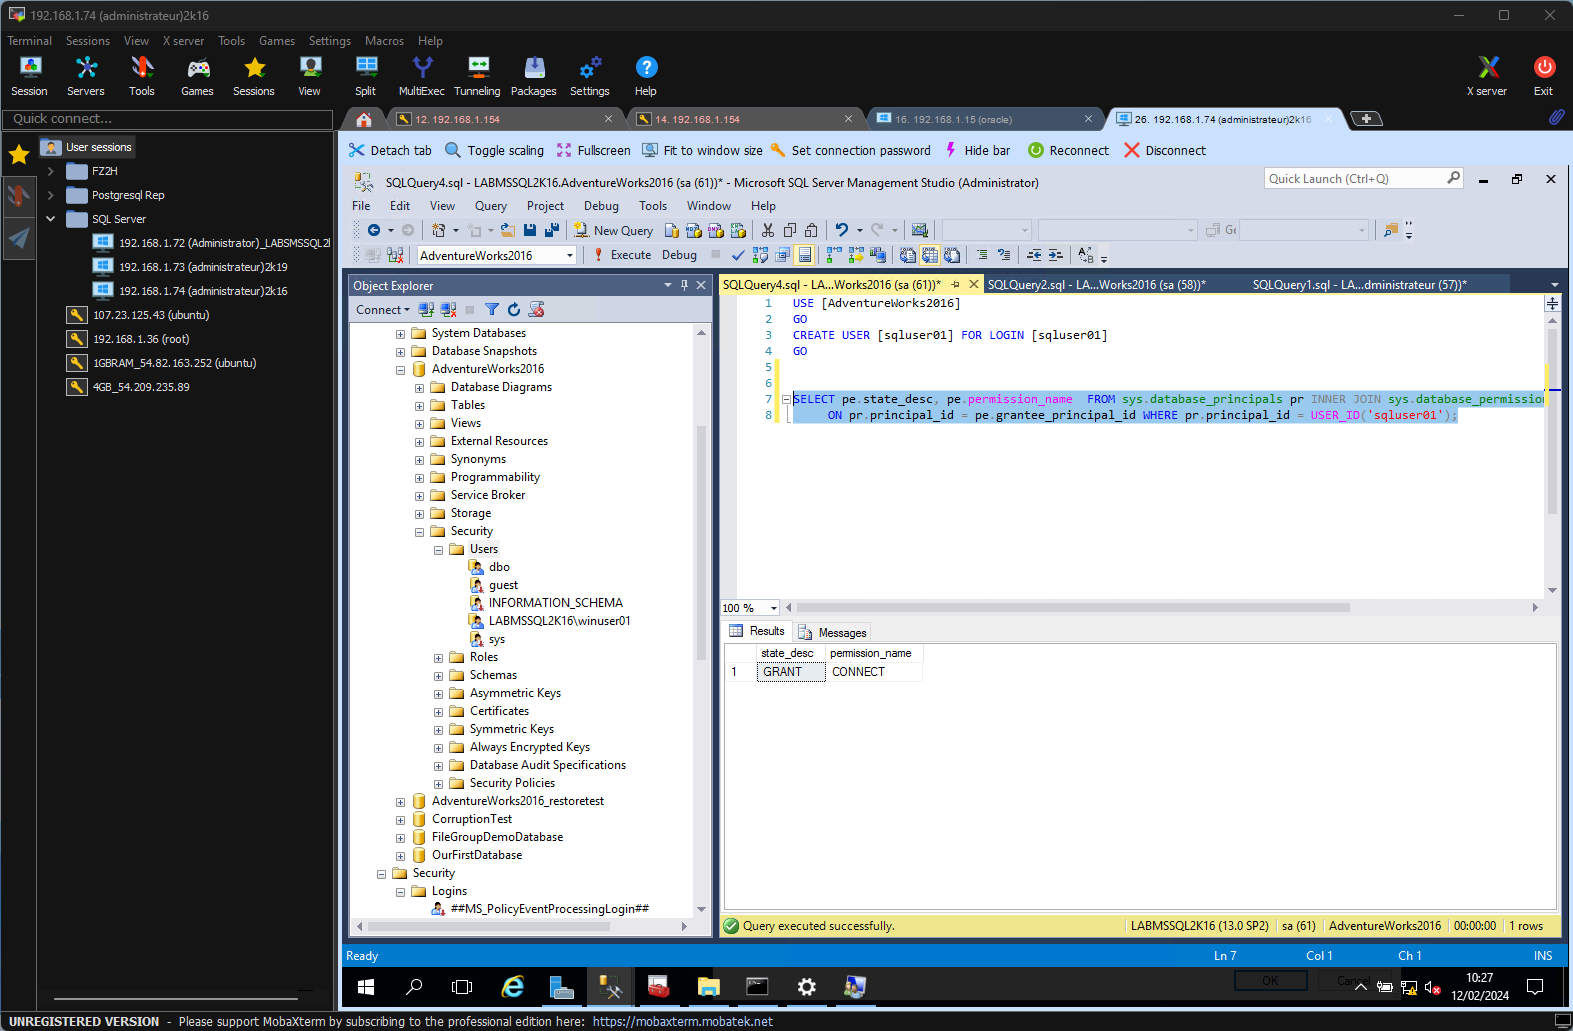 192.168.1.74 (administrateur)2k16
Terminal Sessions View X server Tools Games Settings Macros Help
Session Servers Tools Games Sessions View Split MultiExec Tunneling Packages Settings Help X server Exit
Quick connect...
12. 192.168.1.154
14. 192.168.1.154
16. 192.168.1.15 (oracle)
26. 192.168.1.74 (administrateur)2k16
User sessions
FZ2H
Postgresql Rep
SQL Server
192.168.1.72 (Administrator)_LABSMSSQL2
192.168.1.73 (administrateur)2k19
192.168.1.74 (administrateur)2k16
107.23.125.43 (ubuntu)
192.168.1.36 (root)
1GBRAM_54.82.163.252 (ubuntu)
4GB_54.209.235.89
Detach tab Toggle scaling Fullscreen Fit to window size Set connection password Hide bar Reconnect Disconnect
SQLQuery4.sql - LABMSSQL2K16.AdventureWorks2016 (sa (61))* - Microsoft SQL Server Management Studio (Administrator)
Quick Launch (Ctrl+Q)
File Edit View Query Project Debug Tools Window Help
New Query
AdventureWorks2016
Execute Debug
Object Explorer
Connect
System Databases
Database Snapshots
AdventureWorks2016
Database Diagrams
Tables
Views
External Resources
Synonyms
Programmability
Service Broker
Storage
Security
Users
dbo
guest
INFORMATION_SCHEMA
LABMSSQL2K16\winuser01
sys
Roles
Schemas
Asymmetric Keys
Certificates
Symmetric Keys
Always Encrypted Keys
Database Audit Specifications
Security Policies
AdventureWorks2016_restoretest
CorruptionTest
FileGroupDemoDatabase
OurFirstDatabase
Security
Logins
##MS_PolicyEventProcessingLogin##
SQLQuery4.sql - LA...Works2016 (sa (61))*
SQLQuery2.sql - LA...Works2016 (sa (58))*
SQLQuery1.sql - LA...dministrateur (57))*
1 USE [AdventureWorks2016]
2 GO
3 CREATE USER [sqluser01] FOR LOGIN [sqluser01]
4 GO
5
6
7 SELECT pe.state_desc, pe.permission_name FROM sys.database_principals pr INNER JOIN sys.database_permission
8 ON pr.principal_id = pe.grantee_principal_id WHERE pr.principal_id = USER_ID('sqluser01');
100 %
Results Messages
state_desc permission_name
1 GRANT CONNECT
Query executed successfully.
LABMSSQL2K16 (13.0 SP2) sa (61) AdventureWorks2016 00:00:00 1 rows
Ready Ln 7 Col 1 Ch 1 INS
OK Cancel
10:27
12/02/2024
UNREGISTERED VERSION - Please support MobaXterm by subscribing to the professional edition here: https://mobaxterm.mobatek.net